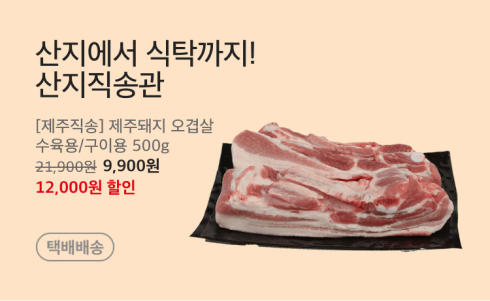 산지에서 식탁까지!
산지직송관
[제주직송] 제주돼지 오겹살
수육용/구이용 500g
21,900원 9,900원
12,000원 할인
택배배송